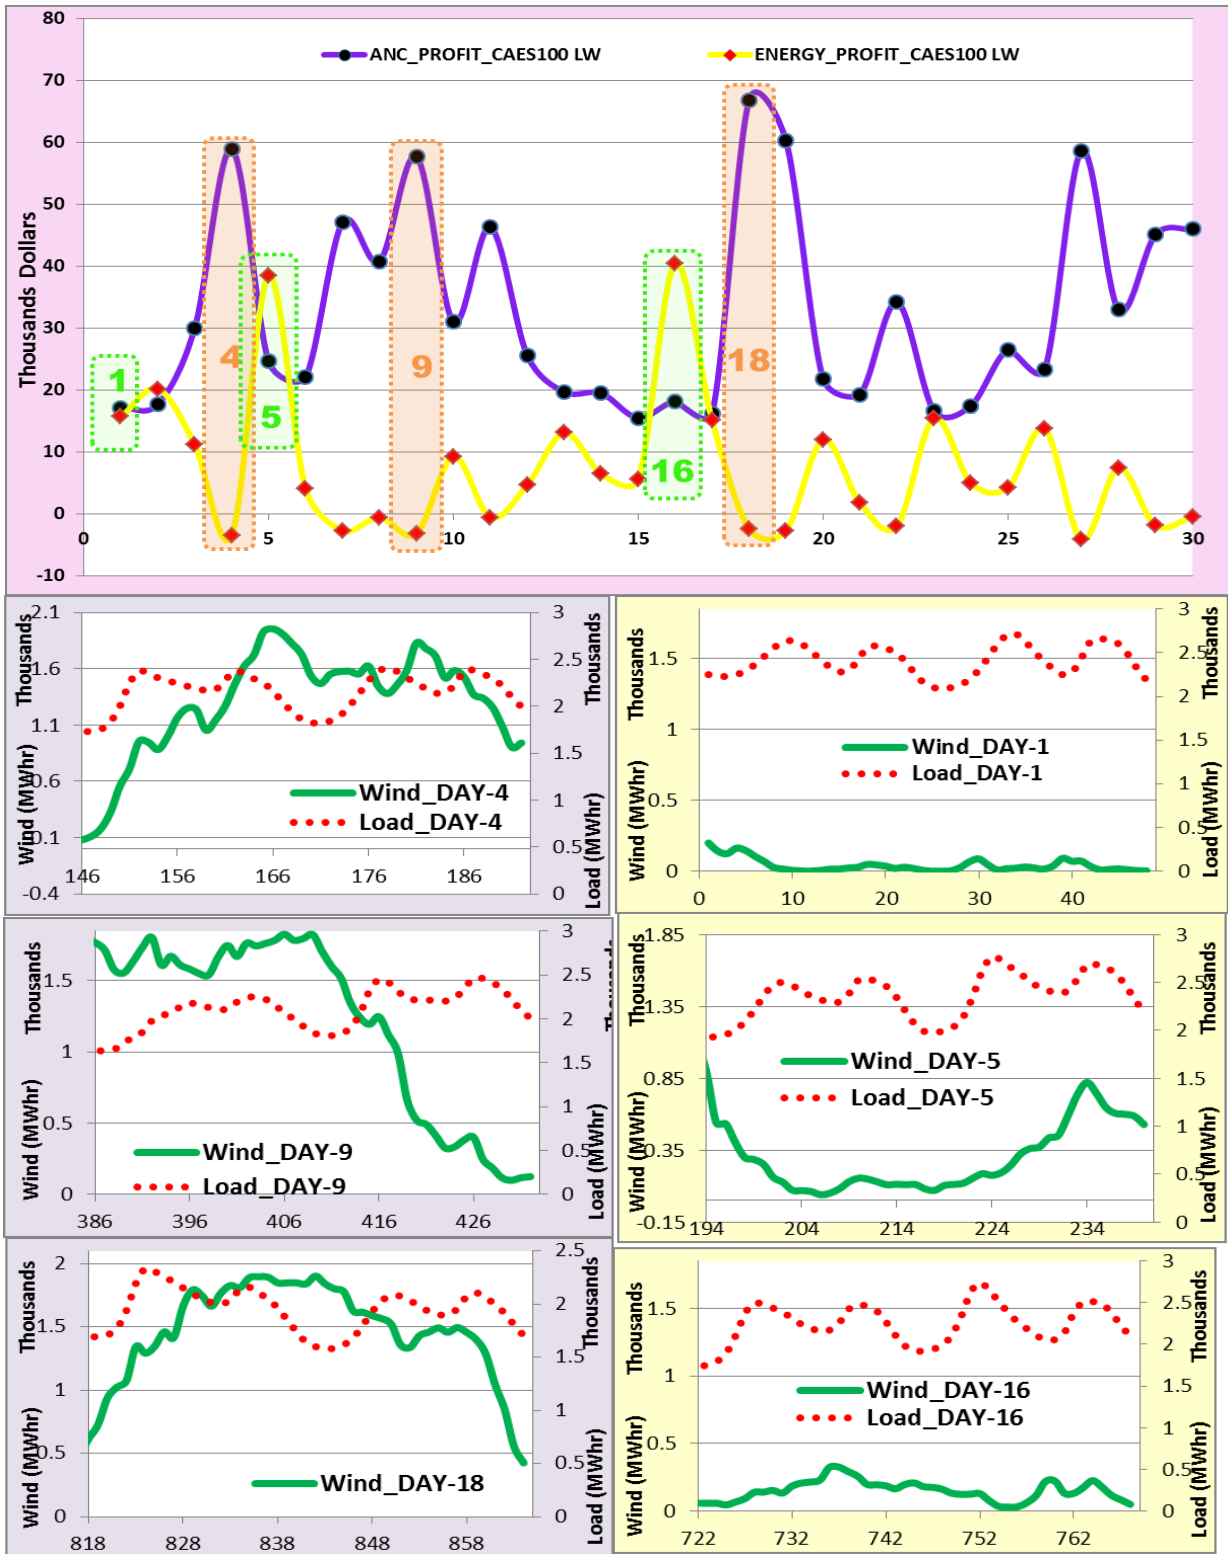 80
70
60
50
40
30
20
10
0
-10
Thousands Dollars
ANC_PROFIT_CAES100 LW
ENERGY_PROFIT_CAES100 LW
1
4
5
9
16
18
0 5 10 15 20 25 30
2.1
1.6
1.1
0.6
0.1
-0.4
Wind (MWhr)
Thousands
3
2.5
2
1.5
1
0.5
0
Load (MWhr)
Thousands
Wind_DAY-4
Load_DAY-4
146 156 166 176 186
1.5
1
0.5
0
Wind (MWhr)
Thousands
3
2.5
2
1.5
1
0.5
0
Load (MWhr)
Thousands
Wind_DAY-1
Load_DAY-1
0 10 20 30 40
1.5
1
0.5
0
Wind (MWhr)
Thousands
3
2.5
2
1.5
1
0.5
0
Load (MWhr)
Thousands
Wind_DAY-9
Load_DAY-9
386 396 406 416 426
1.85
1.35
0.85
0.35
-0.15
Wind (MWhr)
Thousands
3
2.5
2
1.5
1
0.5
0
Load (MWhr)
Thousands
Wind_DAY-5
Load_DAY-5
194 204 214 224 234
2
1.5
1
0.5
0
Wind (MWhr)
Thousands
2.5
2
1.5
1
0.5
0
Load (MWhr)
Thousands
Wind_DAY-18
818 828 838 848 858
1.5
1
0.5
0
Wind (MWhr)
Thousands
3
2.5
2
1.5
1
0.5
0
Load (MWhr)
Thousands
Wind_DAY-16
Load_DAY-16
722 732 742 752 762